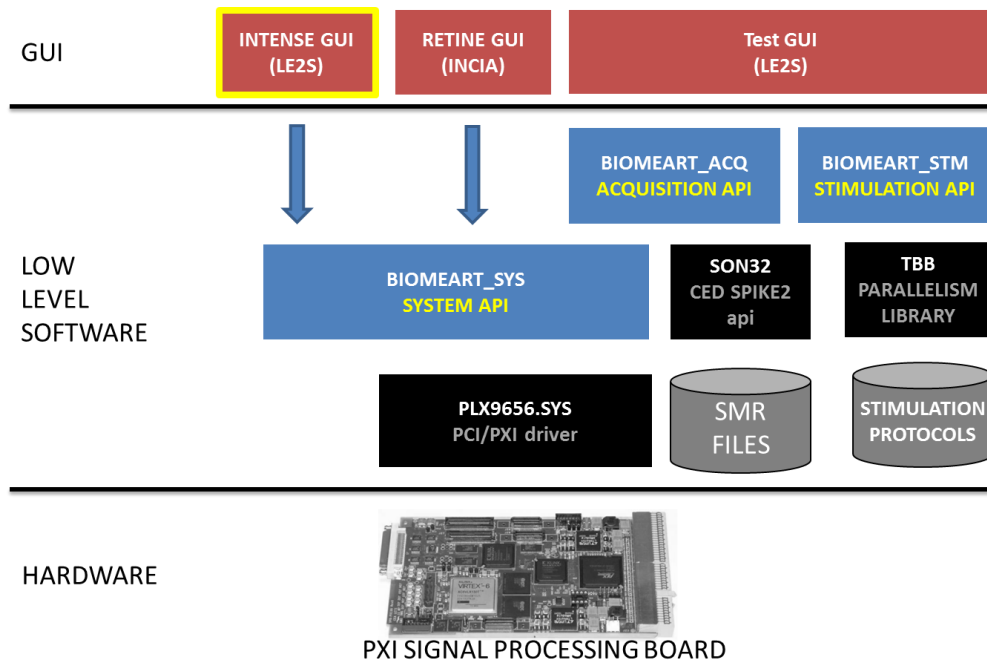 GUI
INTENSE GUI
(LE2S)
RETINE GUI
(INCIA)
Test GUI
(LE2S)
BIOMEART_ACQ
ACQUISITION API
BIOMEART_STM
STIMULATION API
LOW
LEVEL
SOFTWARE
BIOMEART_SYS
SYSTEM API
SON32
CED SPIKE2
api
TBB
PARALLELISM
LIBRARY
PLX9656.SYS
PCI/PXI driver
SMR
FILES
STIMULATION
PROTOCOLS
HARDWARE
VIRTEX-6
PXI SIGNAL PROCESSING BOARD